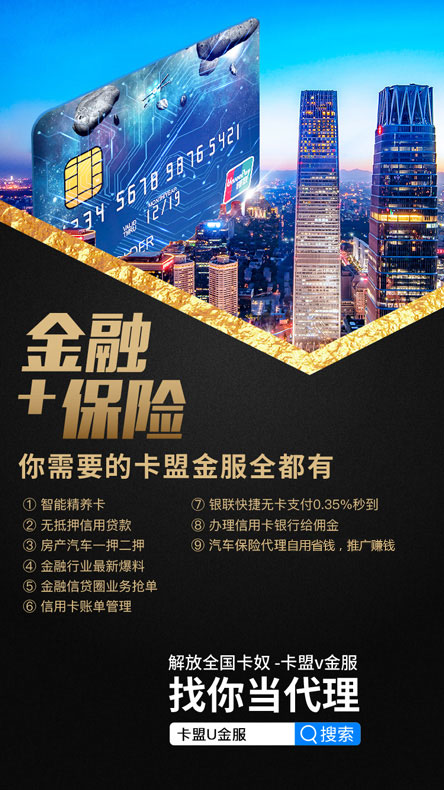 1234 5678 9876 5421
12/19
金融
+保险
你需要的卡盟金服全都有
① 智能精养卡
② 无抵押信用贷款
③ 房产汽车一押二押
④ 金融行业最新爆料
⑤ 金融信贷圈业务抢单
⑥ 信用卡账单管理
⑦ 银联快捷无卡支付0.35%秒到
⑧ 办理信用卡银行给佣金
⑨ 汽车保险代理自用省钱，推广赚钱
解放全国卡奴 -卡盟v金服
找你当代理
卡盟U金服 搜索